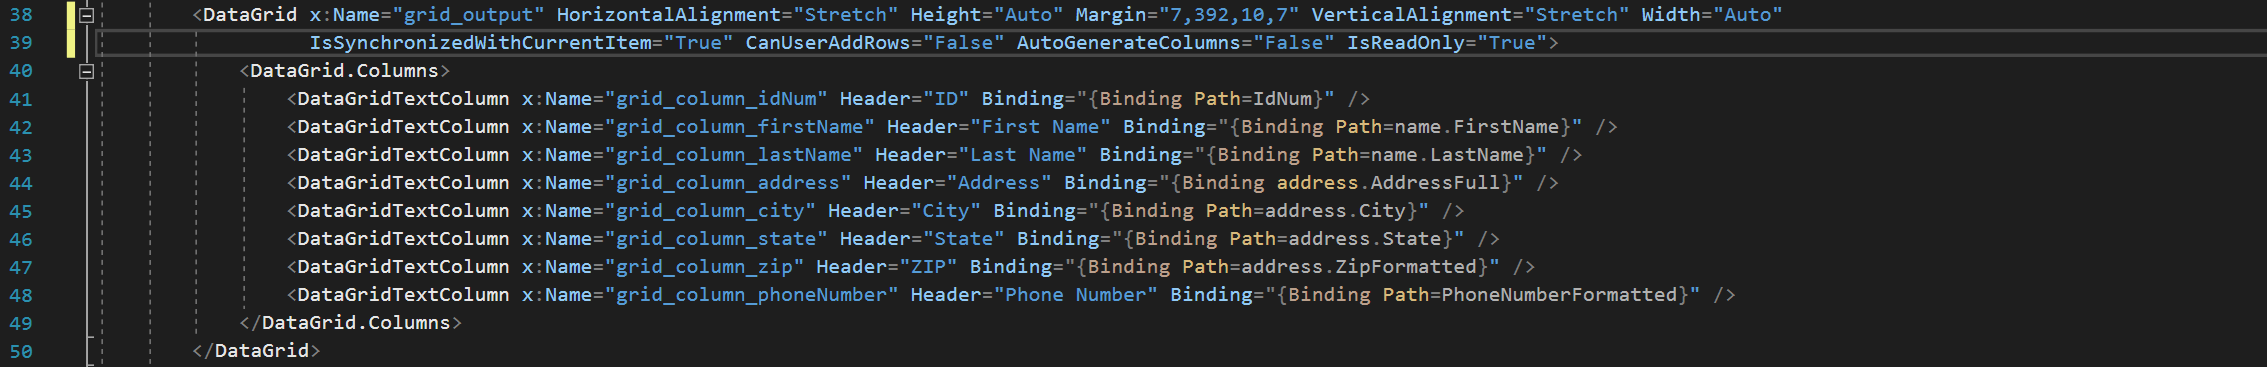 38 <DataGrid x:Name="grid_output" HorizontalAlignment="Stretch" Height="Auto" Margin="7,392,10,7" VerticalAlignment="Stretch" Width="Auto"
39 IsSynchronizedWithCurrentItem="True" CanUserAddRows="False" AutoGenerateColumns="False" IsReadOnly="True">
40 <DataGrid.Columns>
41 <DataGridTextColumn x:Name="grid_column_idNum" Header="ID" Binding="{Binding Path=IdNum}" />
42 <DataGridTextColumn x:Name="grid_column_firstName" Header="First Name" Binding="{Binding Path=name.FirstName}" />
43 <DataGridTextColumn x:Name="grid_column_lastName" Header="Last Name" Binding="{Binding Path=name.LastName}" />
44 <DataGridTextColumn x:Name="grid_column_address" Header="Address" Binding="{Binding address.AddressFull}" />
45 <DataGridTextColumn x:Name="grid_column_city" Header="City" Binding="{Binding Path=address.City}" />
46 <DataGridTextColumn x:Name="grid_column_state" Header="State" Binding="{Binding Path=address.State}" />
47 <DataGridTextColumn x:Name="grid_column_zip" Header="ZIP" Binding="{Binding Path=address.ZipFormatted}" />
48 <DataGridTextColumn x:Name="grid_column_phoneNumber" Header="Phone Number" Binding="{Binding Path=PhoneNumberFormatted}" />
49 </DataGrid.Columns>
50 </DataGrid>